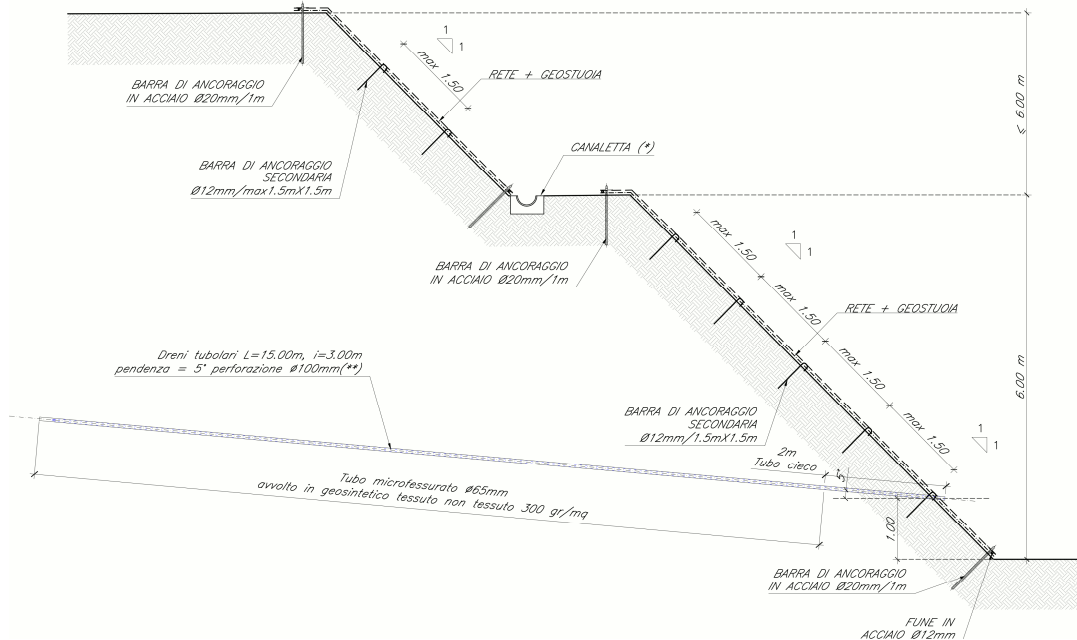 1
1
max 1.50
RETE + GEOSTUOIA
BARRA DI ANCORAGGIO
IN ACCIAIO Ø20mm/1m
≤ 6.00 m
CANALETTA (*)
BARRA DI ANCORAGGIO
SECONDARIA
Ø12mm/max1.5mX1.5m
max 1.50
1
1
BARRA DI ANCORAGGIO
IN ACCIAIO Ø20mm/1m
max 1.50
RETE + GEOSTUOIA
max 1.50
6.00 m
Dreni tubolari L=15.00m, i=3.00m
pendenza = 5° perforazione Ø100mm(**)
BARRA DI ANCORAGGIO
SECONDARIA
Ø12mm/1.5mX1.5m
max 1.50
1
1
2m
Tubo cieco
5°
Tubo microfessurato Ø65mm
avvolto in geosintetico tessuto non tessuto 300 gr/mq
1.00
BARRA DI ANCORAGGIO
IN ACCIAIO Ø20mm/1m
FUNE IN
ACCIAIO Ø12mm